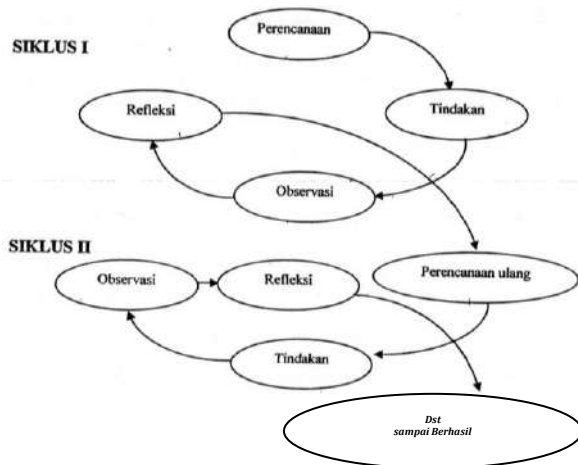 Perencanaan
SIKLUS I
Refleksi
Tindakan
Observasi
SIKLUS II
Observasi
Refleksi
Perencanaan ulang
Tindakan
Dst
sampai Berhasil